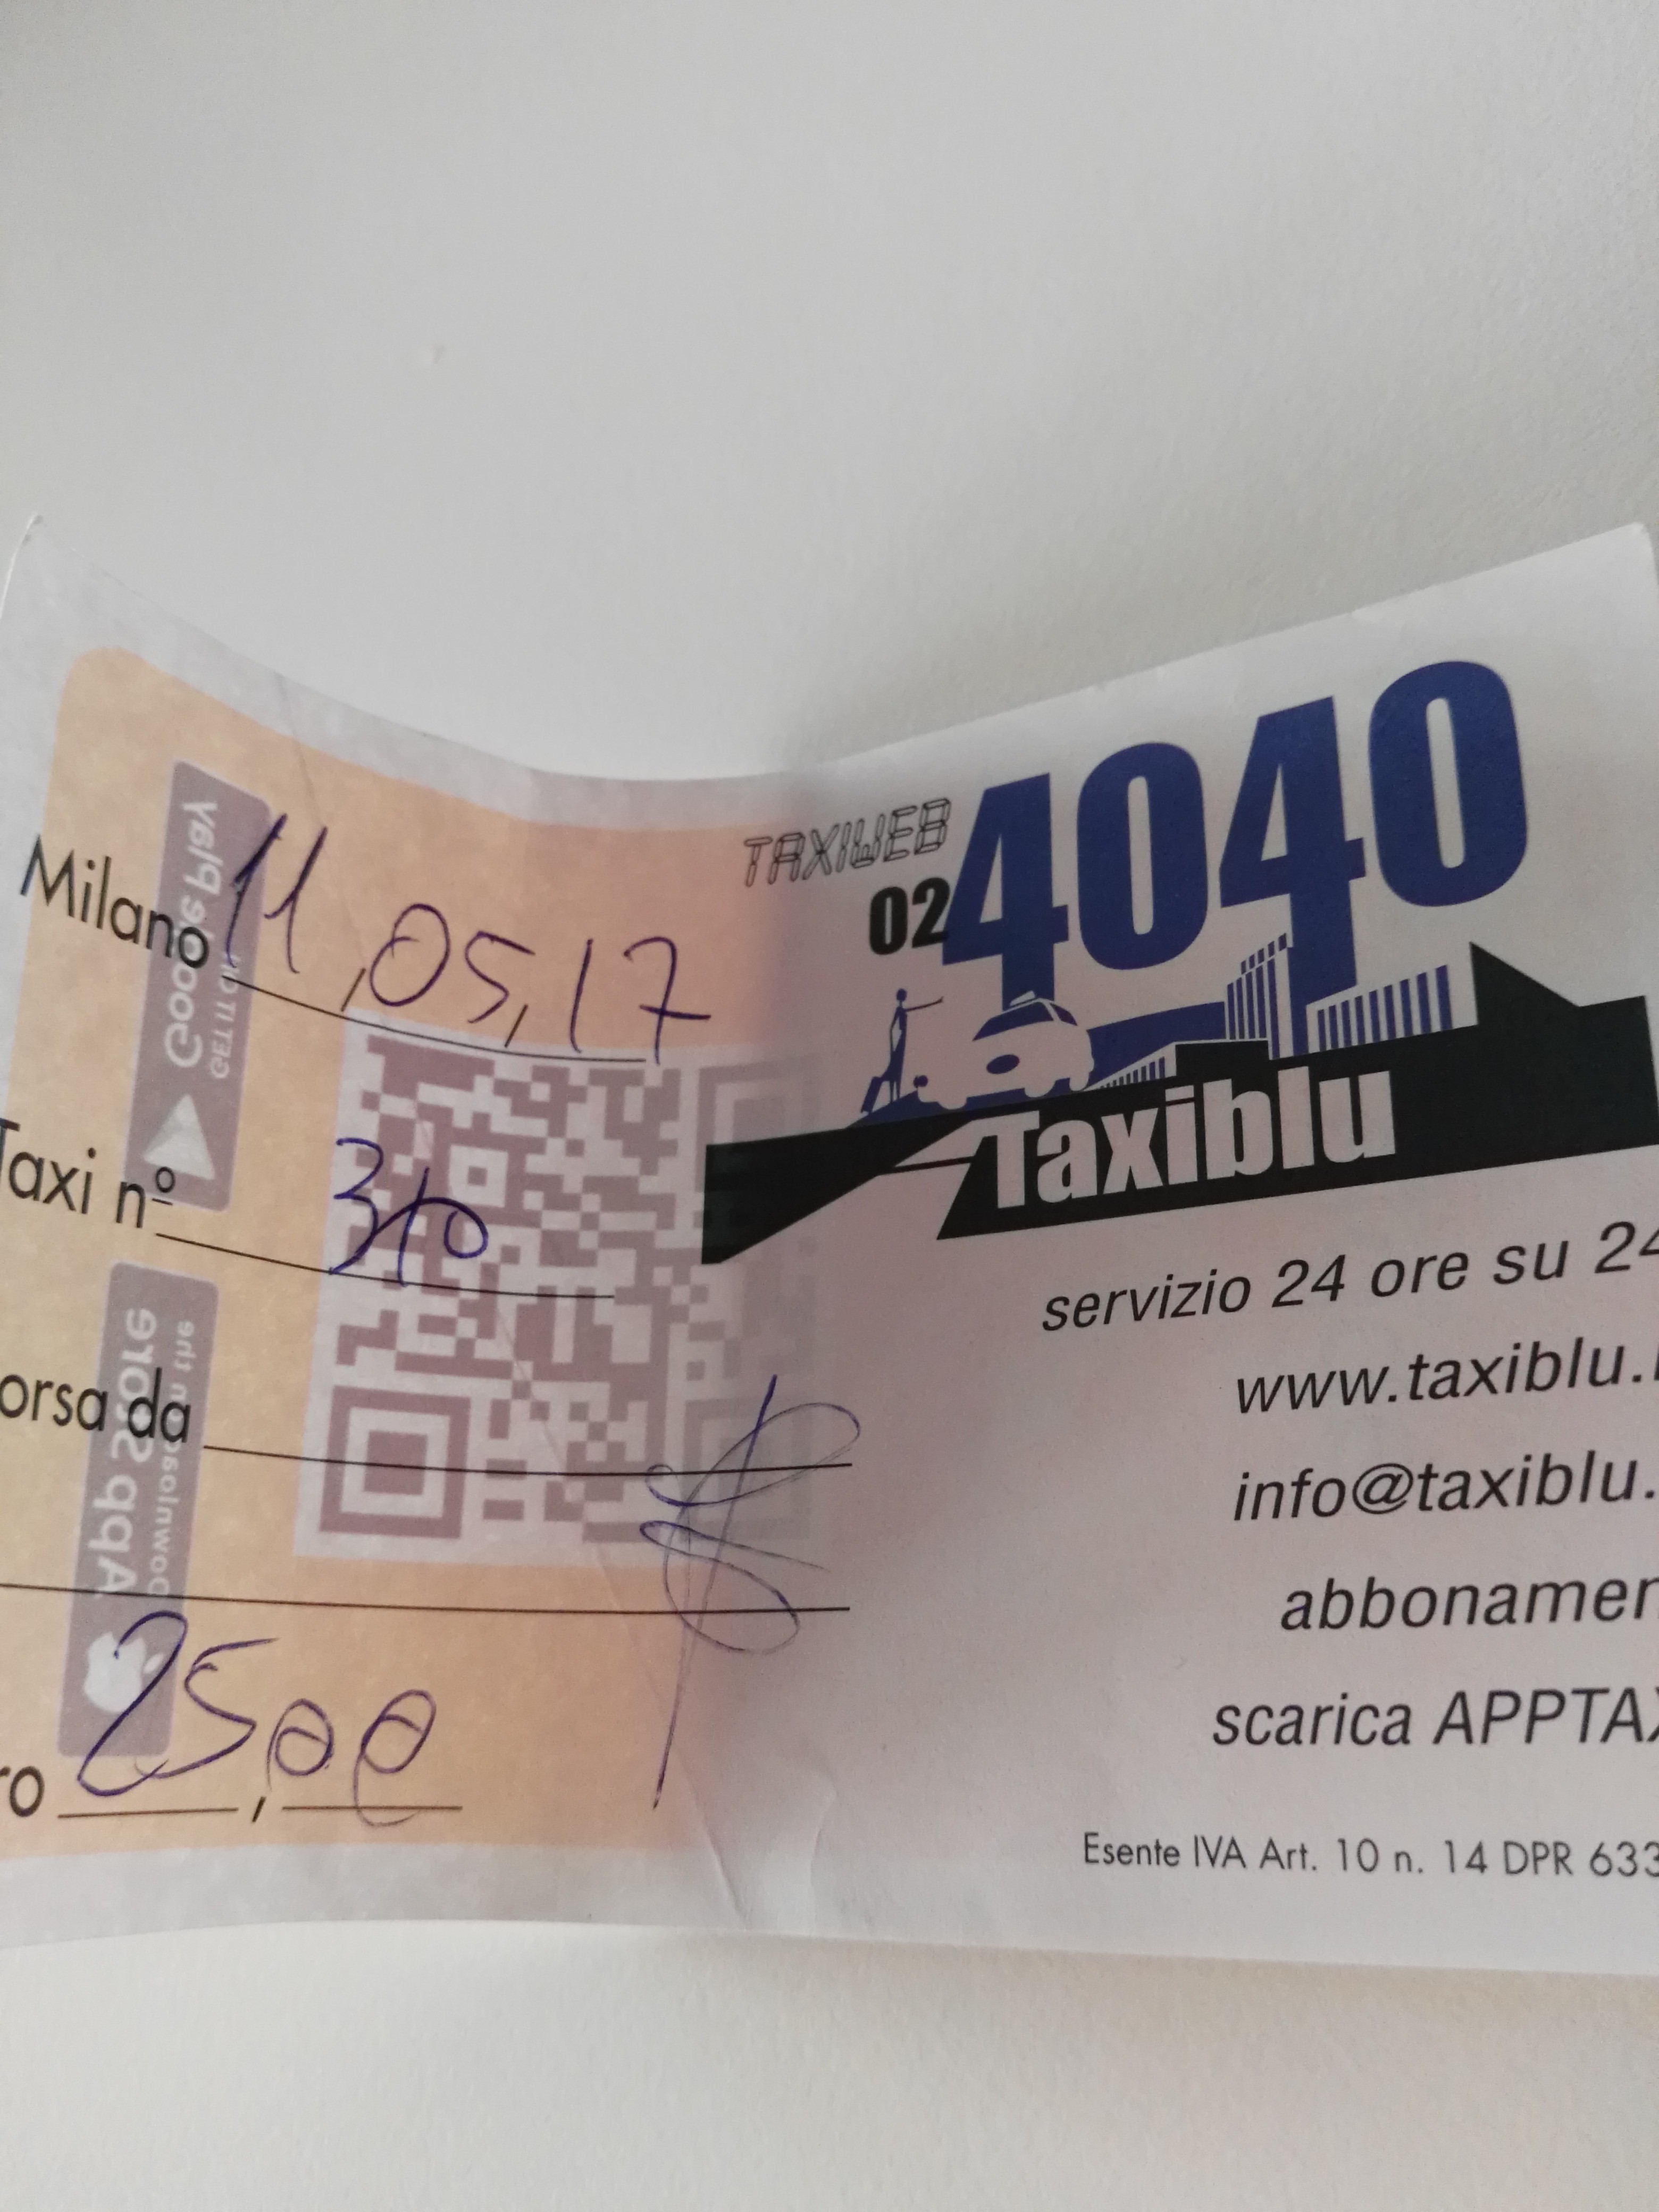 Milano 11,05,17
Taxi n° 310
orsa da
ro 25,00
TAXIWEB
02 4040
Taxiblu
servizio 24 ore su 24
www.taxiblu.
info@taxiblu.
abbonamen
scarica APPTAX
Esente IVA Art. 10 n. 14 DPR 633
Google Play
GET IT ON
App Store
Download on the